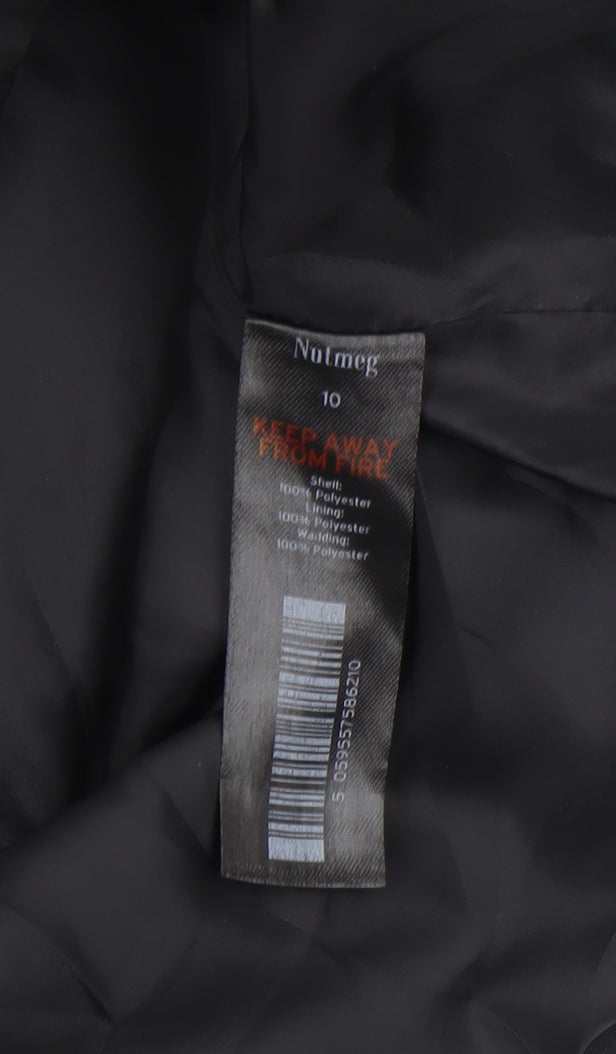 Nutmeg
10
KEEP AWAY
FROM FIRE
Shell:
100% Polyester
Lining:
100% Polyester
Wadding:
100% Polyester
5 059557586210